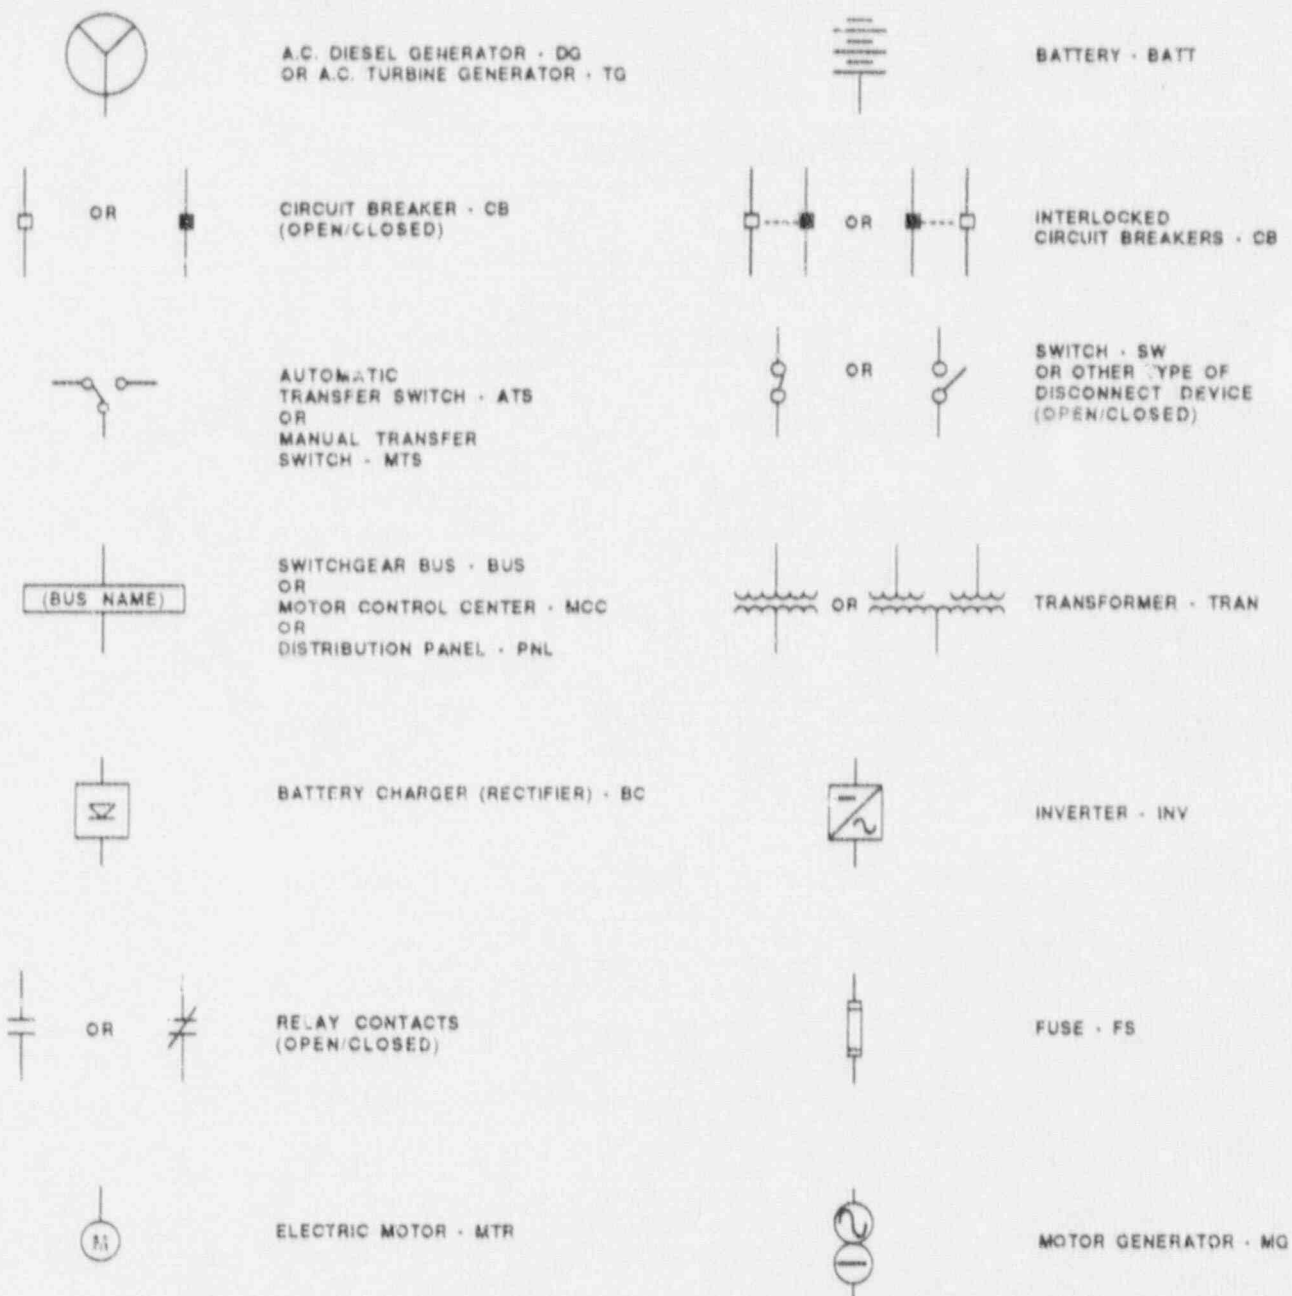 A.C. DIESEL GENERATOR - DG
OR A.C. TURBINE GENERATOR - TG
BATTERY - BATT
OR
CIRCUIT BREAKER - CB
(OPEN/CLOSED)
OR
INTERLOCKED
CIRCUIT BREAKERS - CB
AUTOMATIC
TRANSFER SWITCH - ATS
OR
MANUAL TRANSFER
SWITCH - MTS
OR
SWITCH - SW
OR OTHER TYPE OF
DISCONNECT DEVICE
(OPEN/CLOSED)
(BUS NAME)
SWITCHGEAR BUS - BUS
OR
MOTOR CONTROL CENTER - MCC
OR
DISTRIBUTION PANEL - PNL
OR
TRANSFORMER - TRAN
BATTERY CHARGER (RECTIFIER) - BC
INVERTER - INV
OR
RELAY CONTACTS
(OPEN/CLOSED)
FUSE - FS
M
ELECTRIC MOTOR - MTR
MOTOR GENERATOR - MG